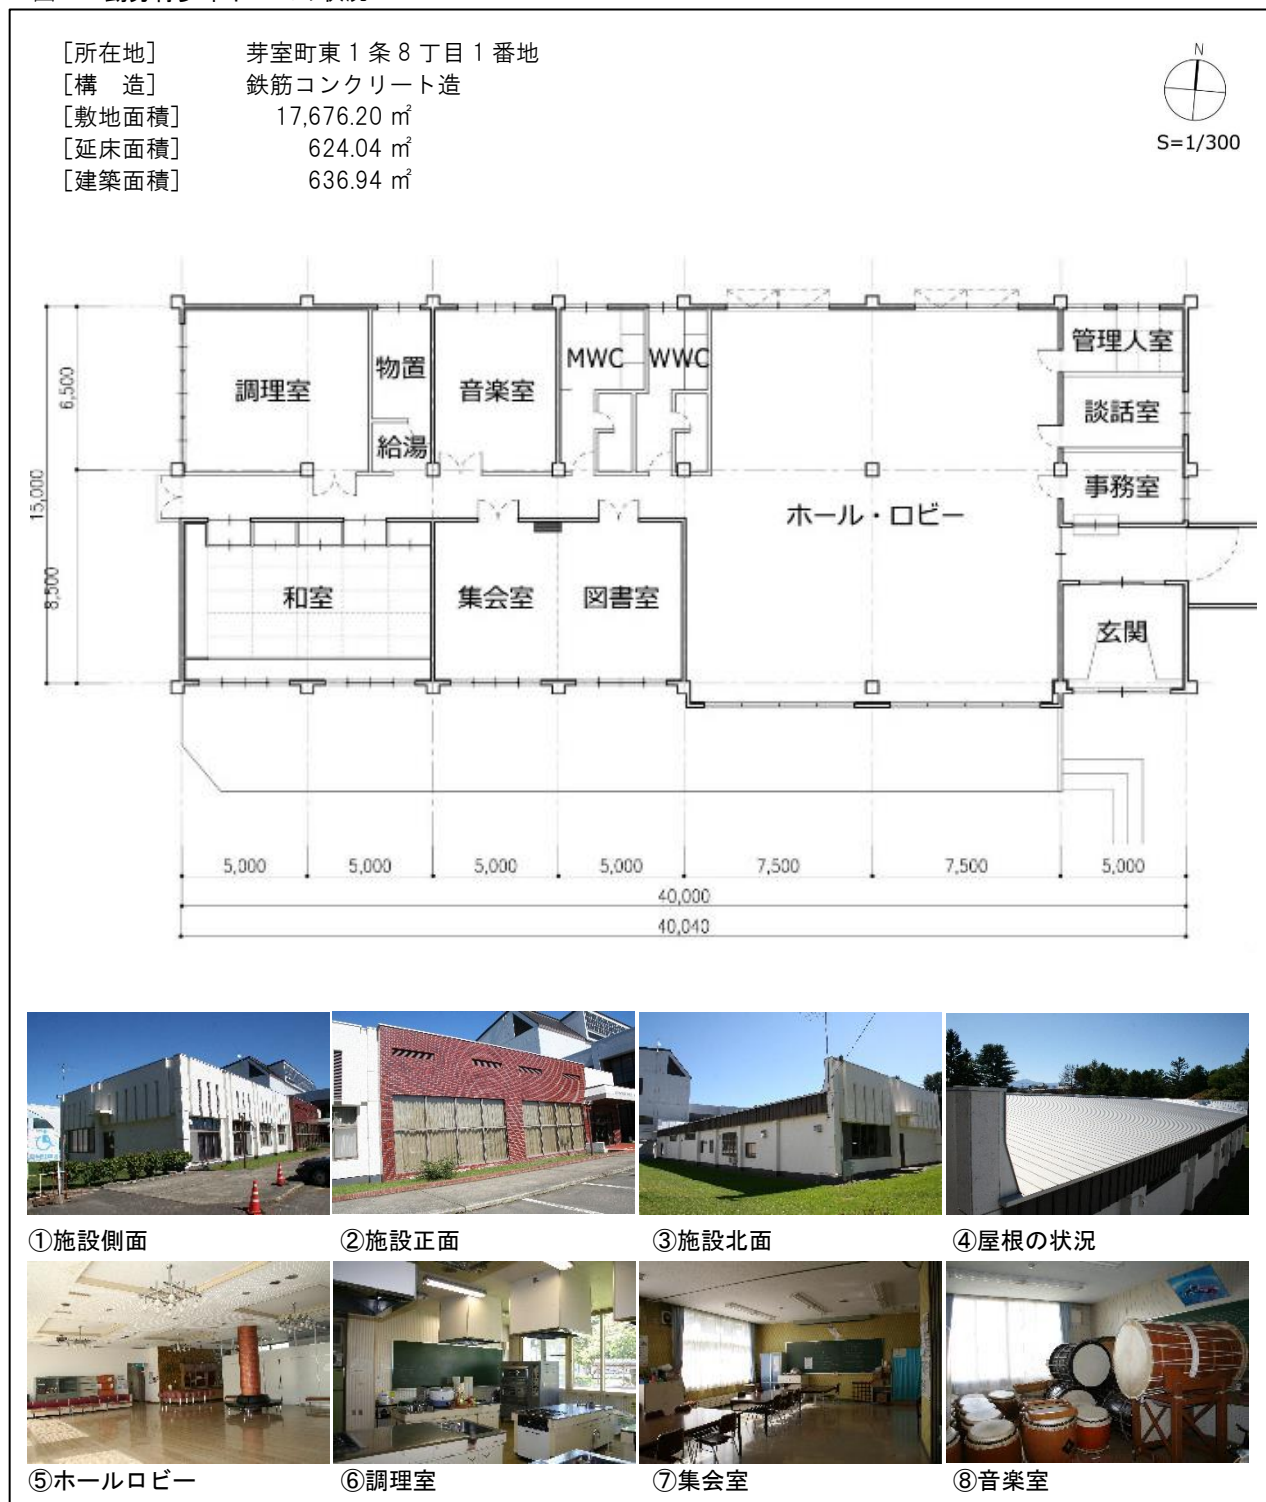 [所在地] 芽室町東1条8丁目1番地
[構 造] 鉄筋コンクリート造
[敷地面積] 17,676.20 ㎡
[延床面積] 624.04 ㎡
[建築面積] 636.94 ㎡
N
S=1/300
調理室
物置
給湯
音楽室
MWC
WWC
管理人室
談話室
事務室
ホール・ロビー
和室
集会室
図書室
玄関
6,500
15,000
8,500
5,000 5,000 5,000 5,000 7,500 7,500 5,000
40,000
40,040
①施設側面 ②施設正面 ③施設北面 ④屋根の状況
⑤ホールロビー ⑥調理室 ⑦集会室 ⑧音楽室